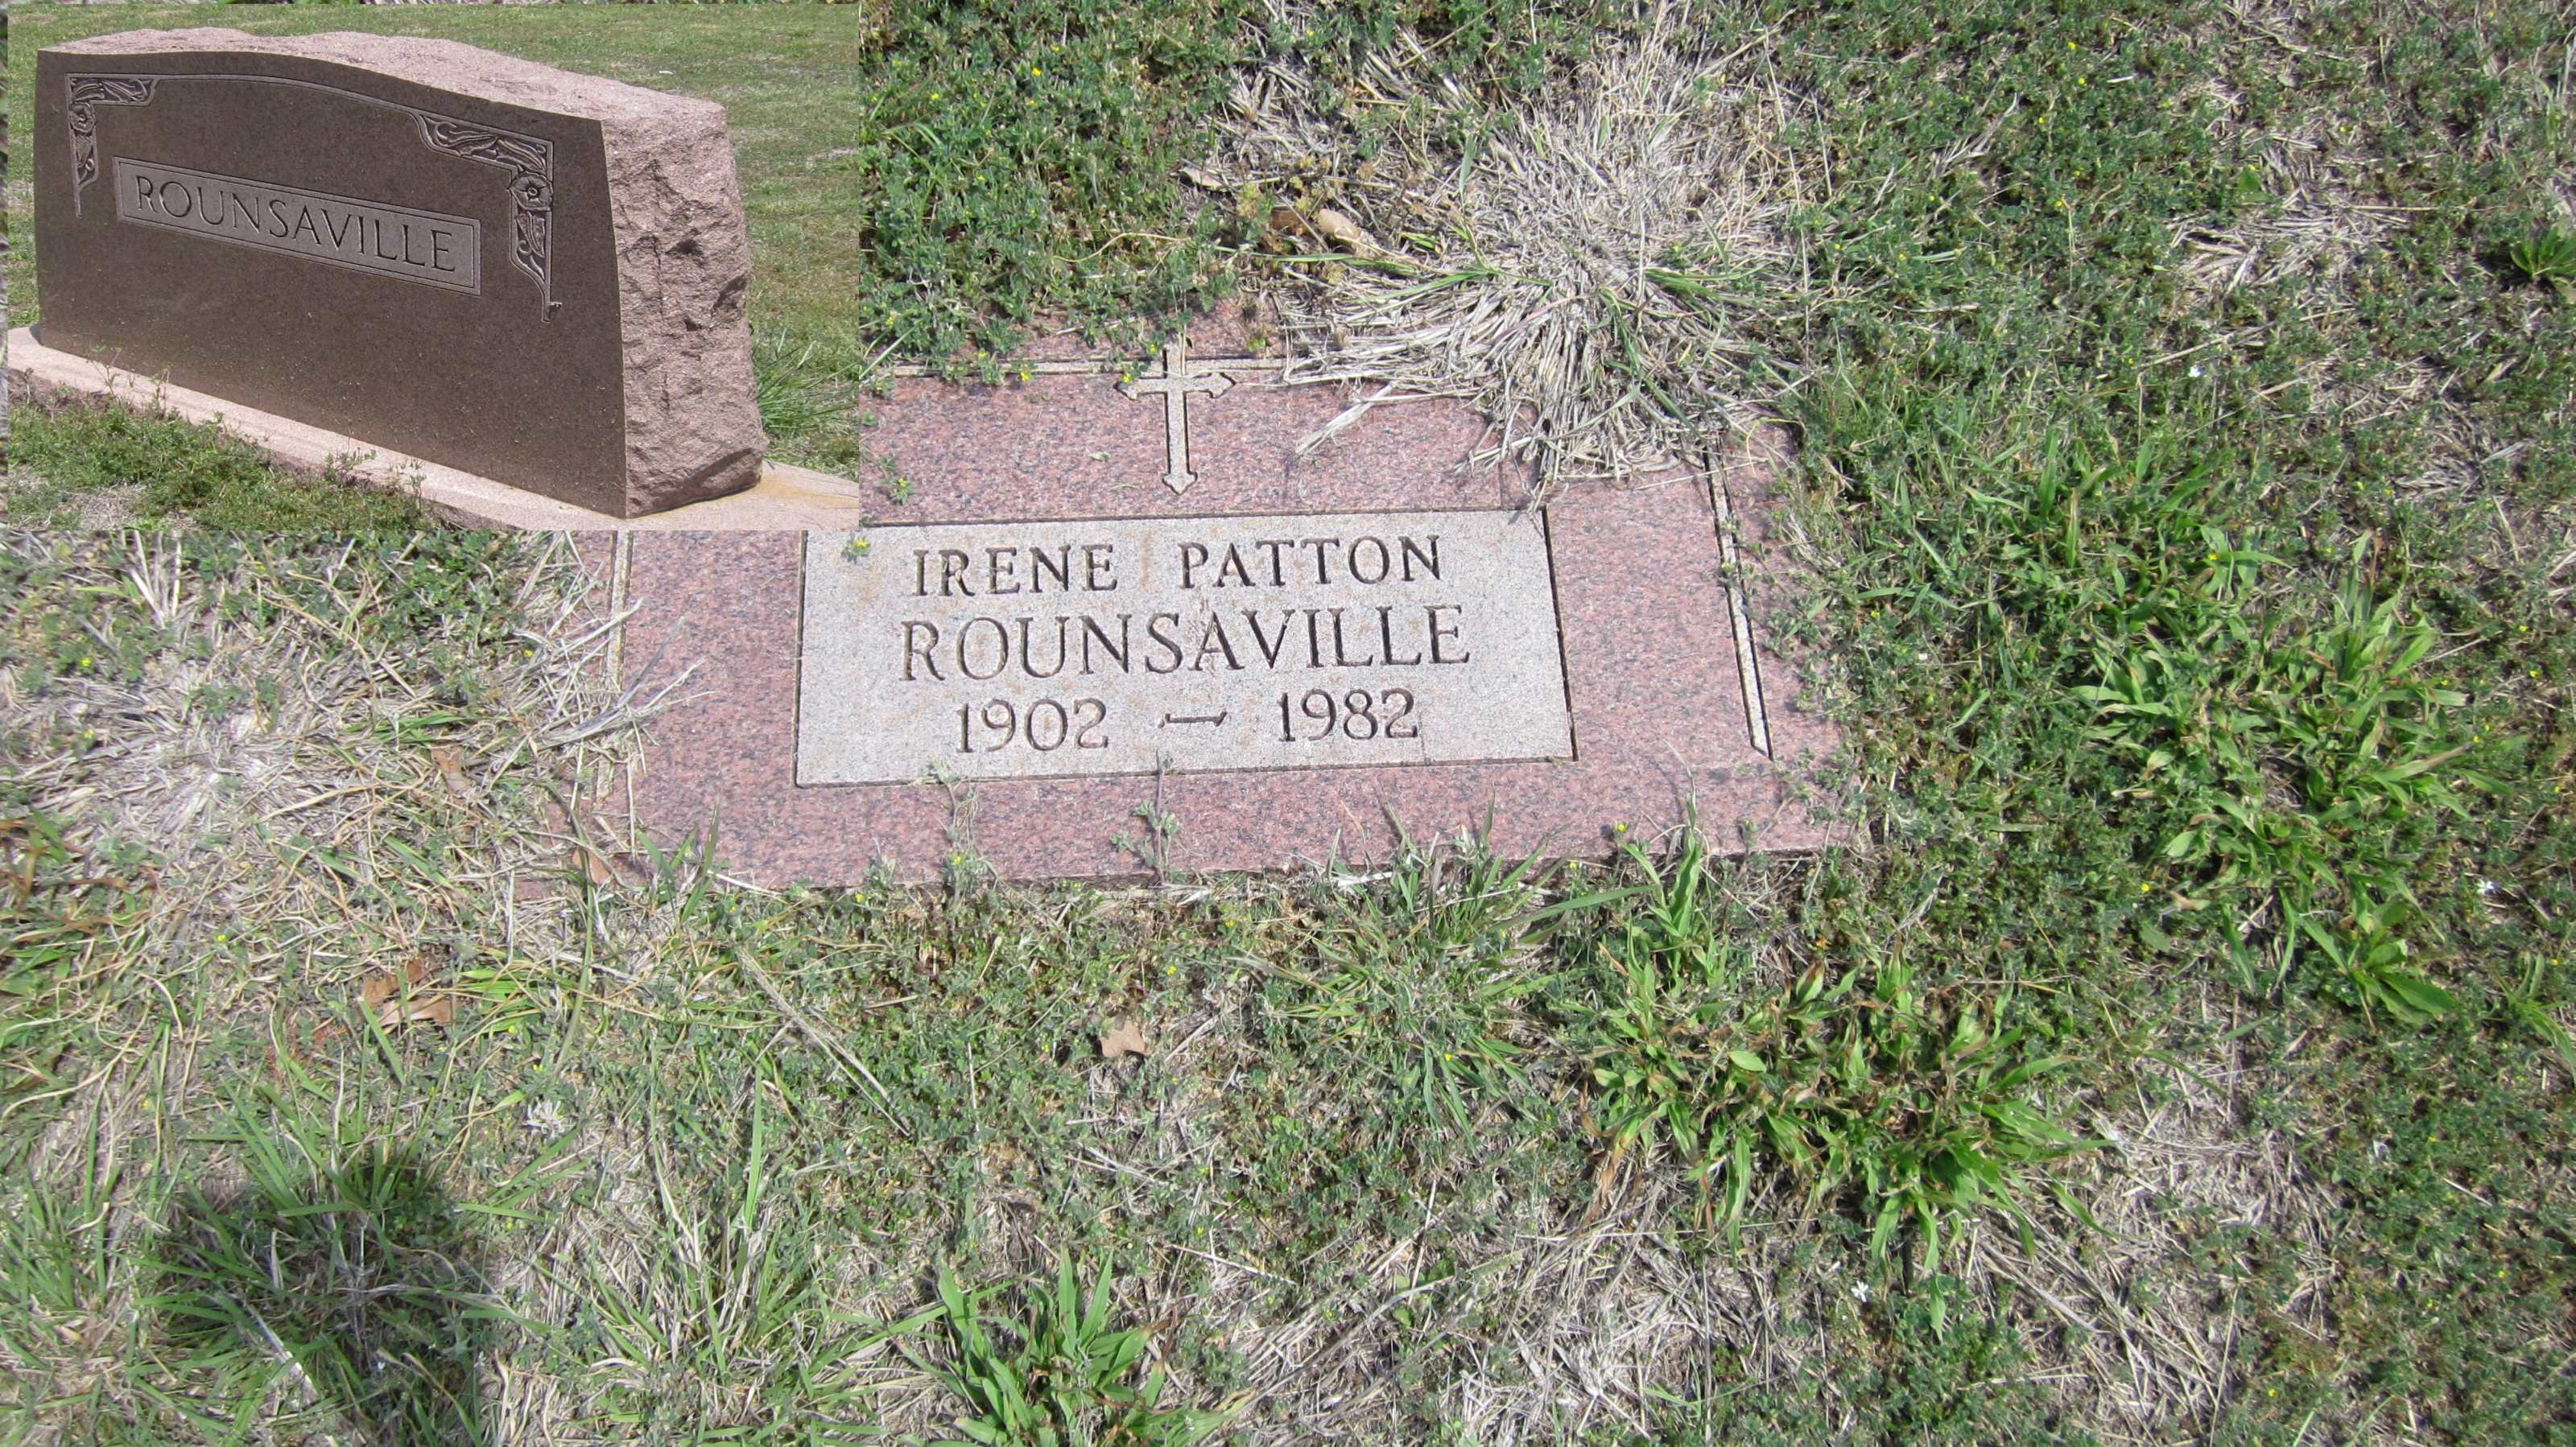 ROUNSAVILLE
IRENE PATTON
ROUNSAVILLE
1902 — 1982